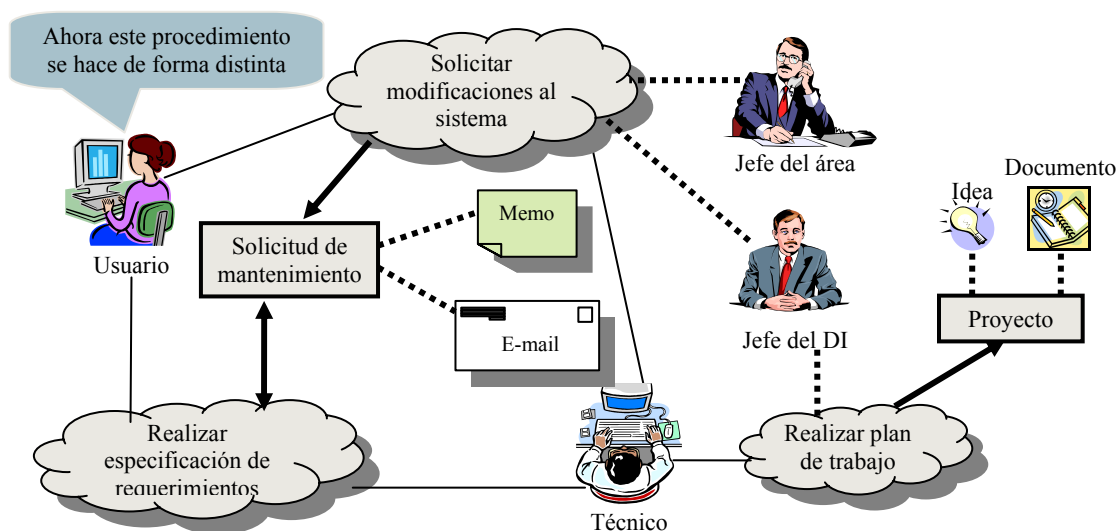 Ahora este procedimiento
se hace de forma distinta
Solicitar
modificaciones al
sistema
Jefe del área
Documento
Idea
Memo
Solicitud de
mantenimiento
Usuario
E-mail
Jefe del DI
Proyecto
Realizar
especificación de
requerimientos
Realizar plan
de trabajo
Técnico